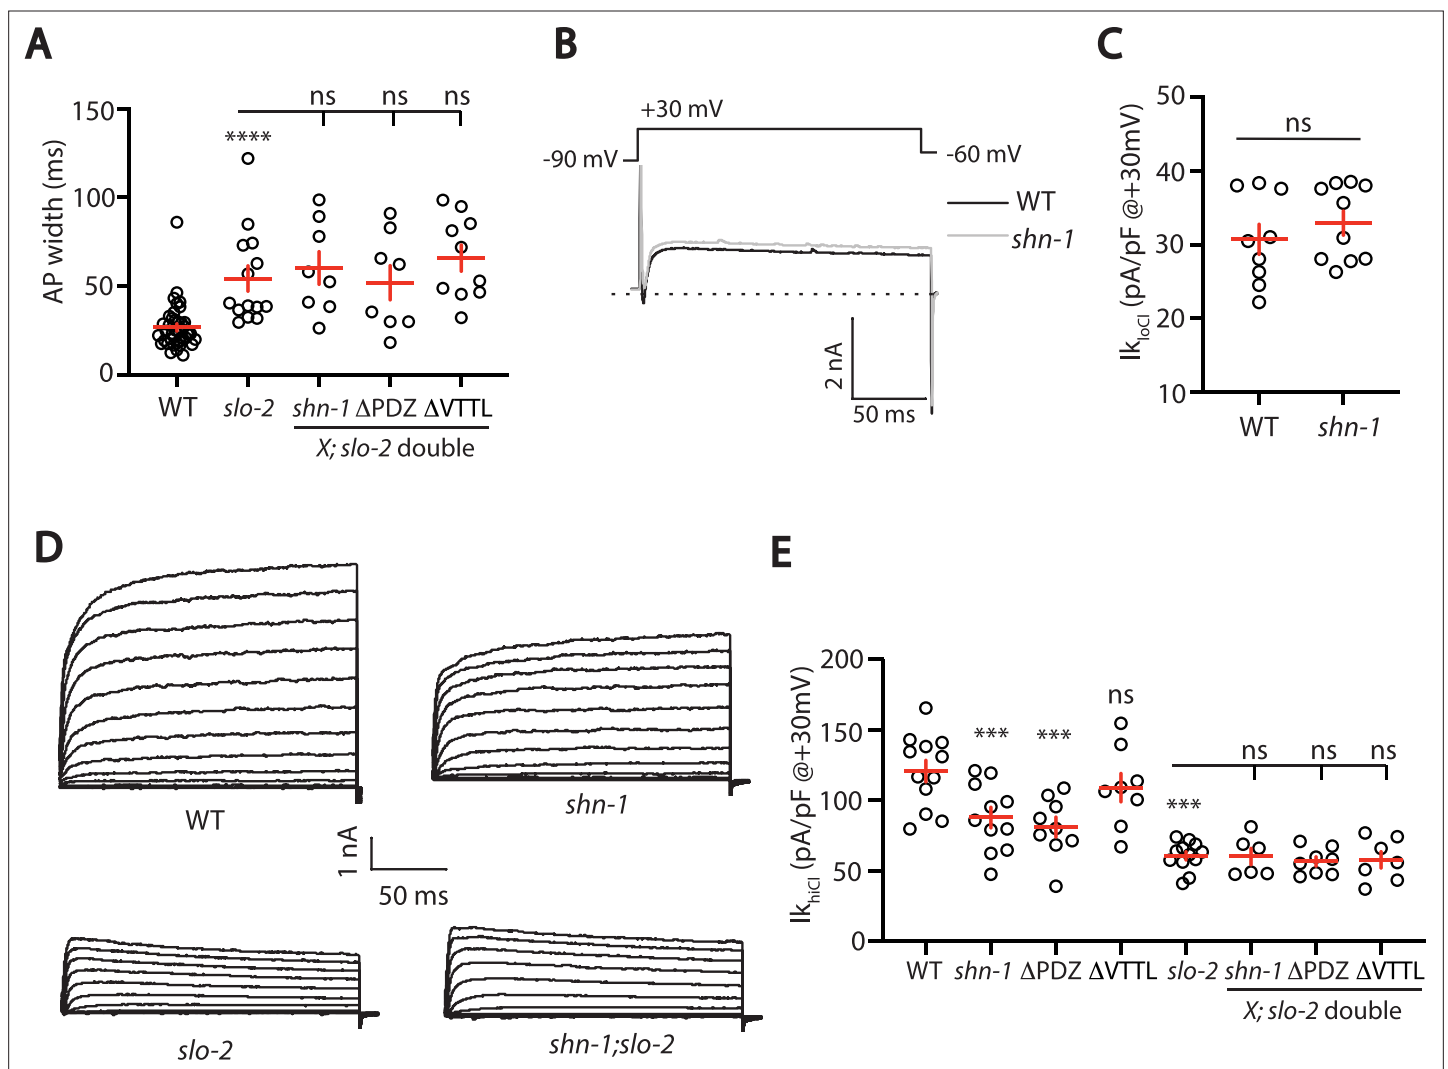 A
AP width (ms)
150
100
50
0
****
ns ns ns
WT slo-2 shn-1 ΔPDZ ΔVTTL
X; slo-2 double
B
+30 mV
-90 mV
-60 mV
WT
shn-1
2 nA
50 ms
C
Ik_loCl (pA/pF @+30mV)
50
40
30
20
10
ns
WT shn-1
D
WT
shn-1
1 nA
50 ms
slo-2
shn-1;slo-2
E
Ik_hiCl (pA/pF @+30mV)
200
150
100
50
0
*** *** ns
***
ns ns ns
WT shn-1 ΔPDZ ΔVTTL slo-2 shn-1 ΔPDZ ΔVTTL
X; slo-2 double